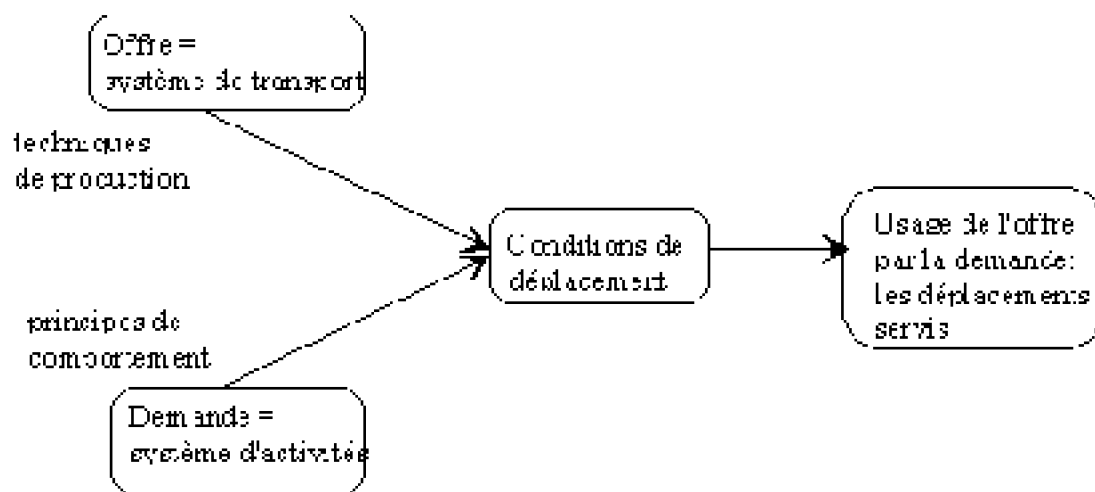 Offre =
système de transport
techniques
de production
Conditions de
déplacement
Usage de l'offre
par la demande:
les déplacements
servis
principes de
comportement
Demande =
système d'activités